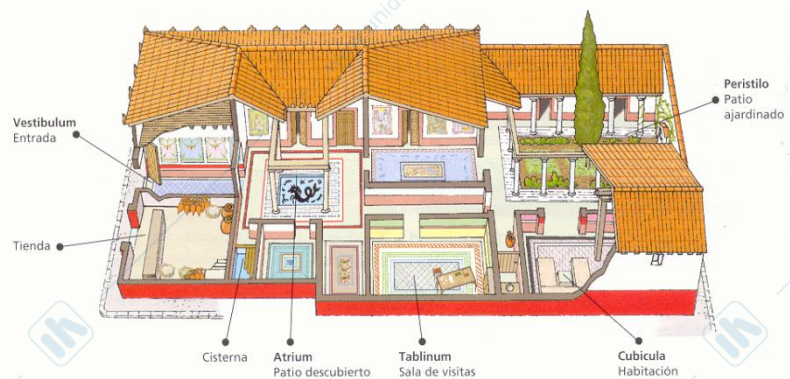 Peristilo
Patio
ajardinado
Vestibulum
Entrada
Tienda
Cisterna
Atrium
Patio descubierto
Tablinum
Sala de visitas
Cubicula
Habitación